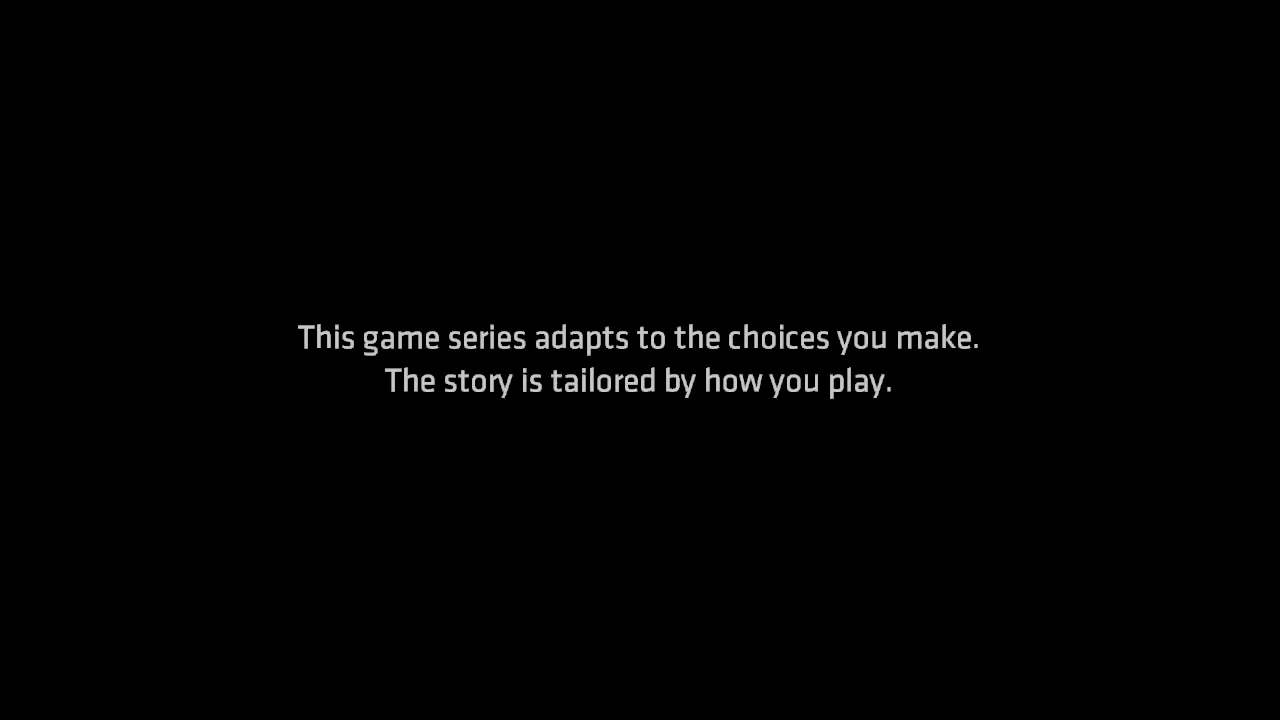 This game series adapts to the choices you make.
The story is tailored by how you play.